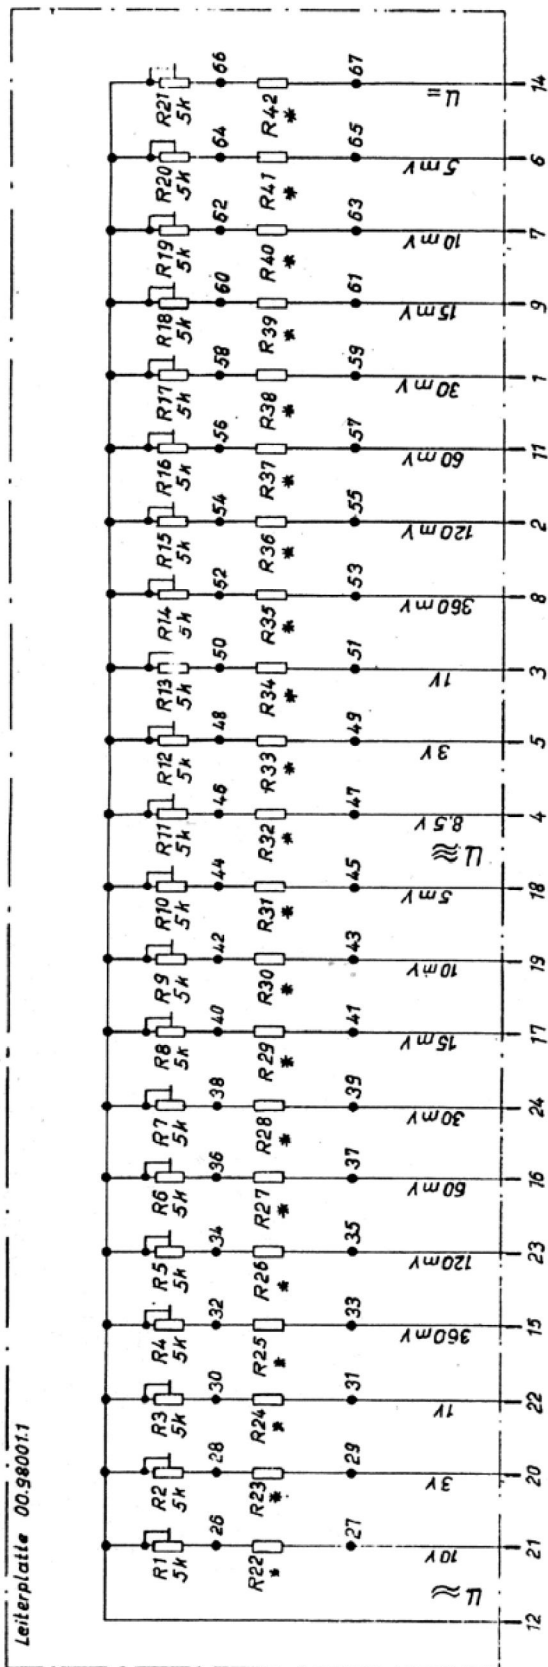 Leiterplatte 00.98001.1
R1 R2 R3 R4 R5 R6 R7 R8 R9 R10 R11 R12 R13 R14 R15 R16 R17 R18 R19 R20 R21
5k 5k 5k 5k 5k 5k 5k 5k 5k 5k 5k 5k 5k 5k 5k 5k 5k 5k 5k 5k 5k
26 28 30 32 34 36 38 40 42 44 46 48 50 52 54 56 58 60 62 64 66
R22 R23 R24 R25 R26 R27 R28 R29 R30 R31 R32 R33 R34 R35 R36 R37 R38 R39 R40 R41 R42
* * * * * * * * * * * * * * * * * * * * *
27 29 31 33 35 37 39 41 43 45 47 49 51 53 55 57 59 61 63 65 67
U≈ 10V 3V 1V 360mV 120mV 60mV 30mV 15mV 10mV 5mV U≋ 8.5V 3V 1V 360mV 120mV 60mV 30mV 15mV 10mV 5mV U=
12 21 20 22 15 23 16 24 17 19 18 4 5 3 8 2 11 1 9 7 6 14